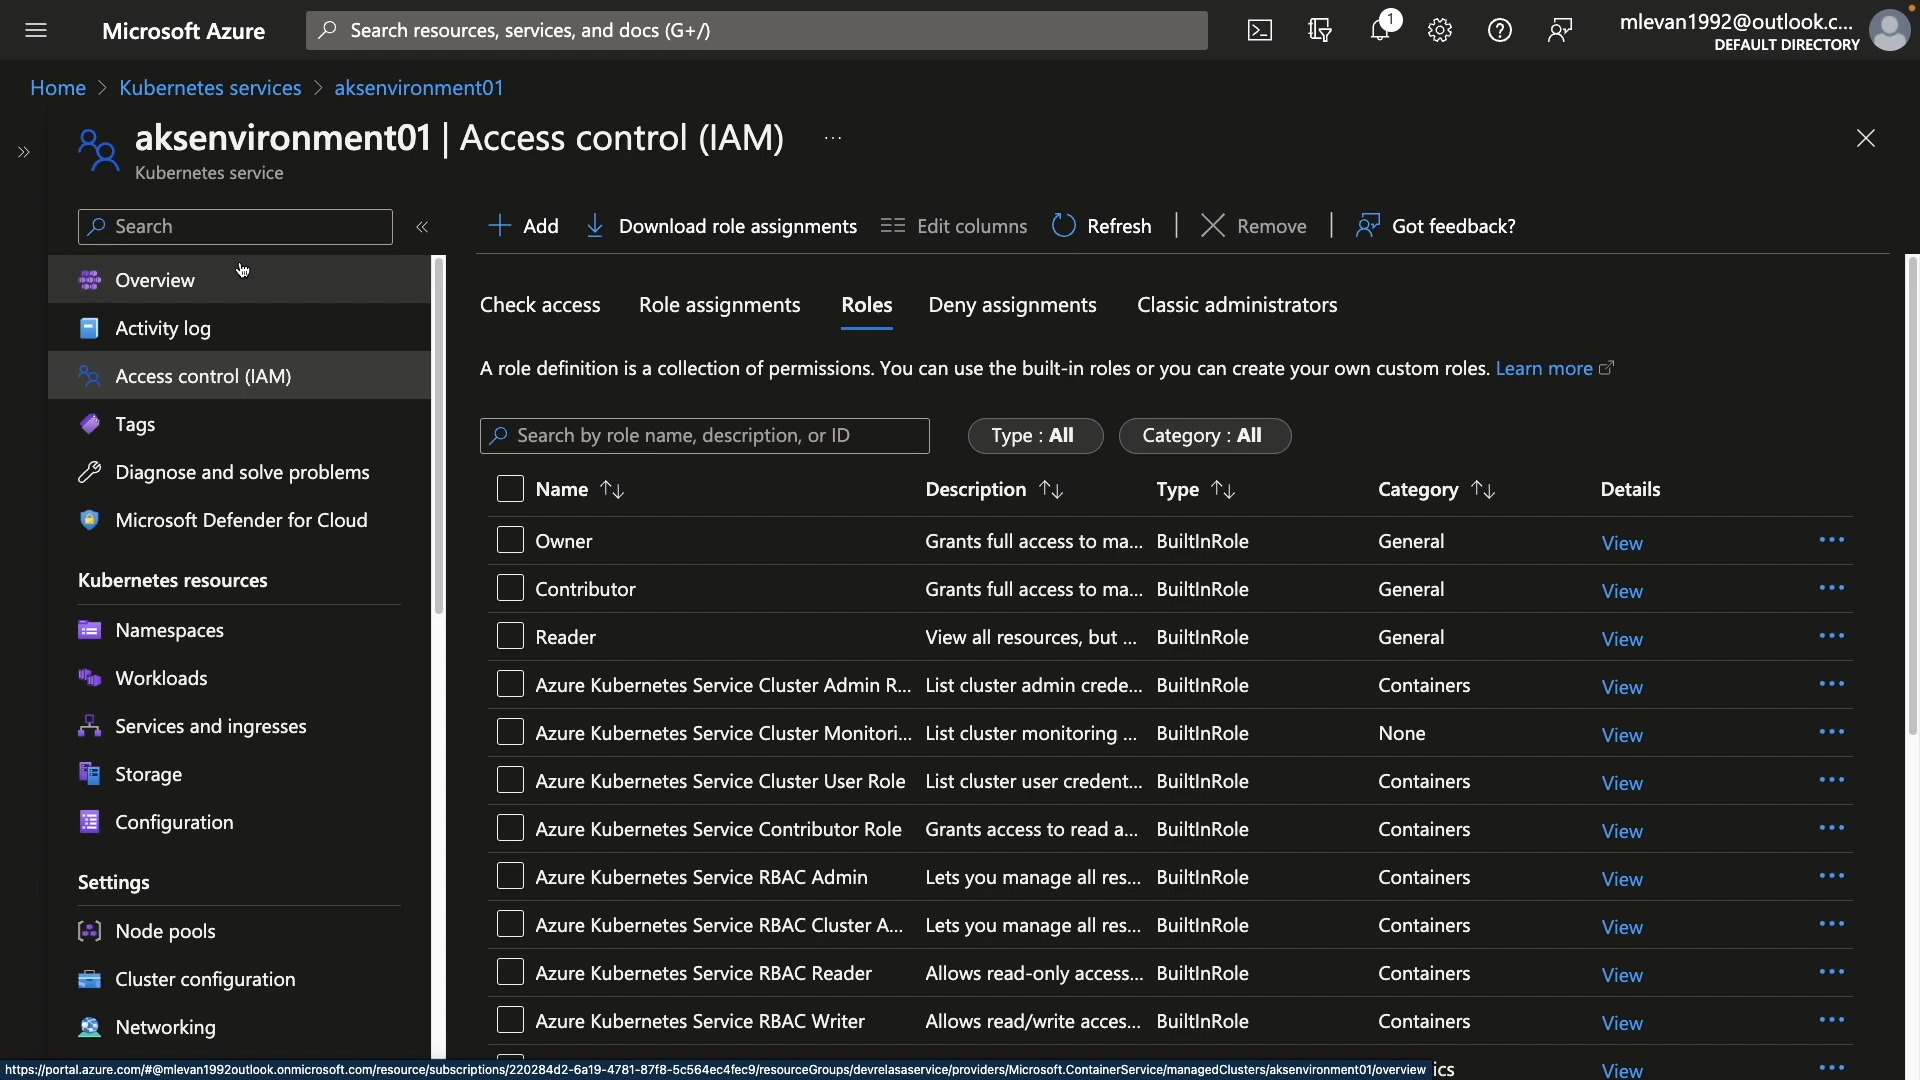 Microsoft Azure
Search resources, services, and docs (G+/)
1
mlevan1992@outlook.c...
DEFAULT DIRECTORY
Home > Kubernetes services > aksenvironment01
aksenvironment01 | Access control (IAM) ...
Kubernetes service
Search
Overview
Activity log
Access control (IAM)
Tags
Diagnose and solve problems
Microsoft Defender for Cloud
Kubernetes resources
Namespaces
Workloads
Services and ingresses
Storage
Configuration
Settings
Node pools
Cluster configuration
Networking
Add Download role assignments Edit columns Refresh Remove Got feedback?
Check access Role assignments Roles Deny assignments Classic administrators
A role definition is a collection of permissions. You can use the built-in roles or you can create your own custom roles. Learn more
Search by role name, description, or ID Type : All Category : All
Name Description Type Category Details
Owner Grants full access to ma... BuiltInRole General View ...
Contributor Grants full access to ma... BuiltInRole General View ...
Reader View all resources, but ... BuiltInRole General View ...
Azure Kubernetes Service Cluster Admin R... List cluster admin crede... BuiltInRole Containers View ...
Azure Kubernetes Service Cluster Monitori... List cluster monitoring ... BuiltInRole None View ...
Azure Kubernetes Service Cluster User Role List cluster user credent... BuiltInRole Containers View ...
Azure Kubernetes Service Contributor Role Grants access to read a... BuiltInRole Containers View ...
Azure Kubernetes Service RBAC Admin Lets you manage all res... BuiltInRole Containers View ...
Azure Kubernetes Service RBAC Cluster A... Lets you manage all res... BuiltInRole Containers View ...
Azure Kubernetes Service RBAC Reader Allows read-only access... BuiltInRole Containers View ...
Azure Kubernetes Service RBAC Writer Allows read/write acces... BuiltInRole Containers View ...
ics View ...
https://portal.azure.com/#@mlevan1992outlook.onmicrosoft.com/resource/subscriptions/220284d2-6a19-4781-87f8-5c564ec4fec9/resourceGroups/devrelasaservice/providers/Microsoft.ContainerService/managedClusters/aksenvironment01/overview